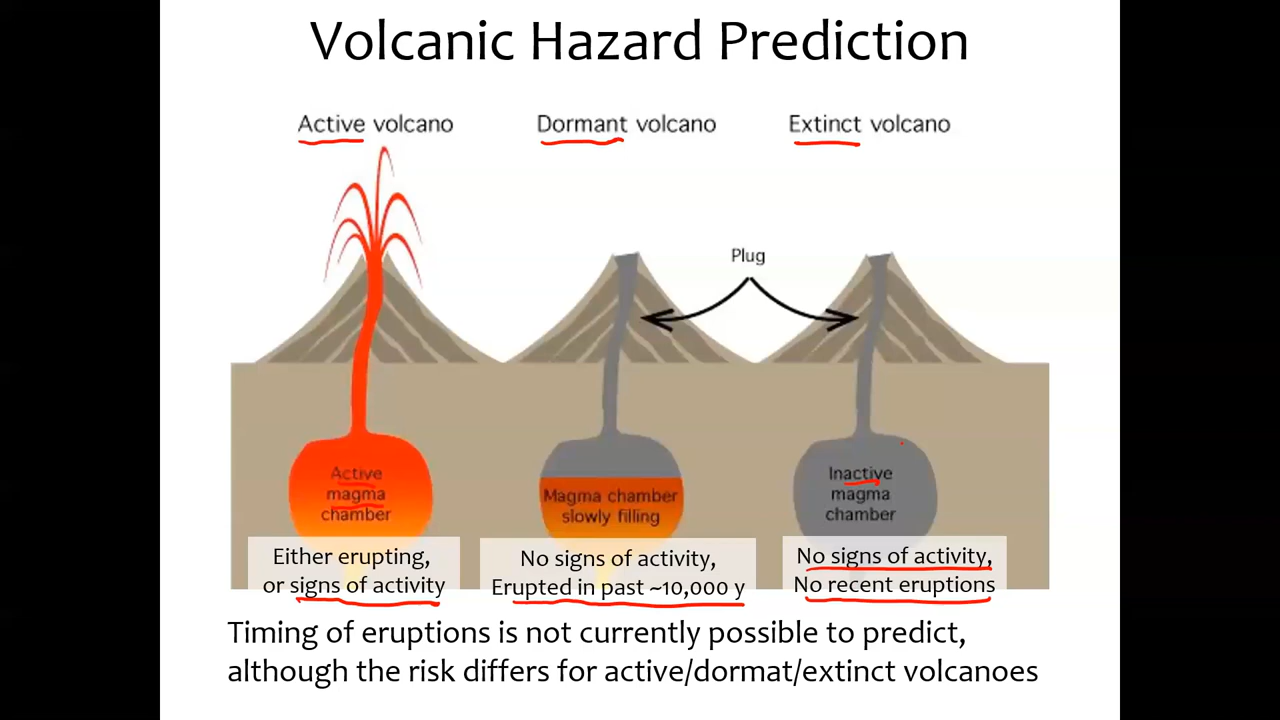 Volcanic Hazard Prediction
Active volcano
Dormant volcano
Extinct volcano
Plug
Active
magma
chamber
Magma chamber
slowly filling
Inactive
magma
chamber
Either erupting,
or signs of activity
No signs of activity,
Erupted in past ~10,000 y
No signs of activity,
No recent eruptions
Timing of eruptions is not currently possible to predict,
although the risk differs for active/dormat/extinct volcanoes